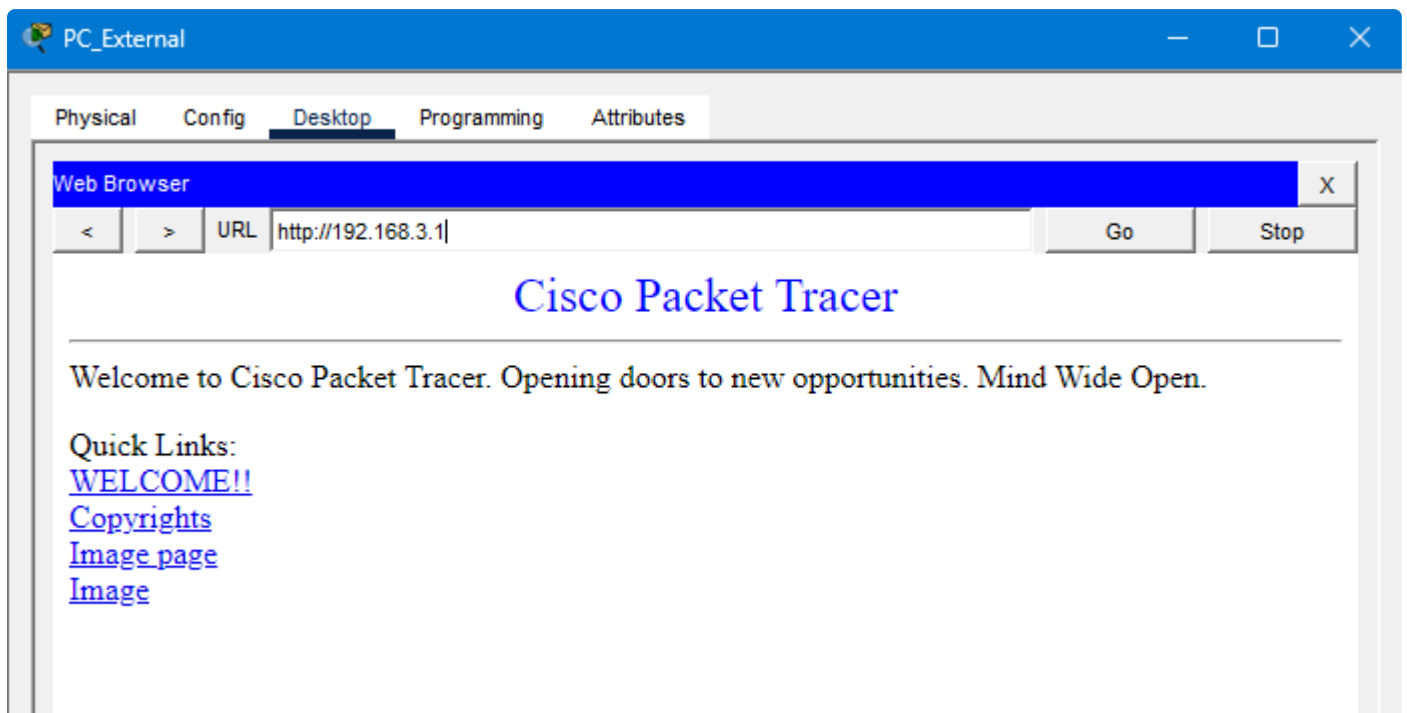 PC_External
Physical Config Desktop Programming Attributes
Web Browser X
< > URL http://192.168.3.1 Go Stop
Cisco Packet Tracer
Welcome to Cisco Packet Tracer. Opening doors to new opportunities. Mind Wide Open.
Quick Links:
WELCOME!!
Copyrights
Image page
Image